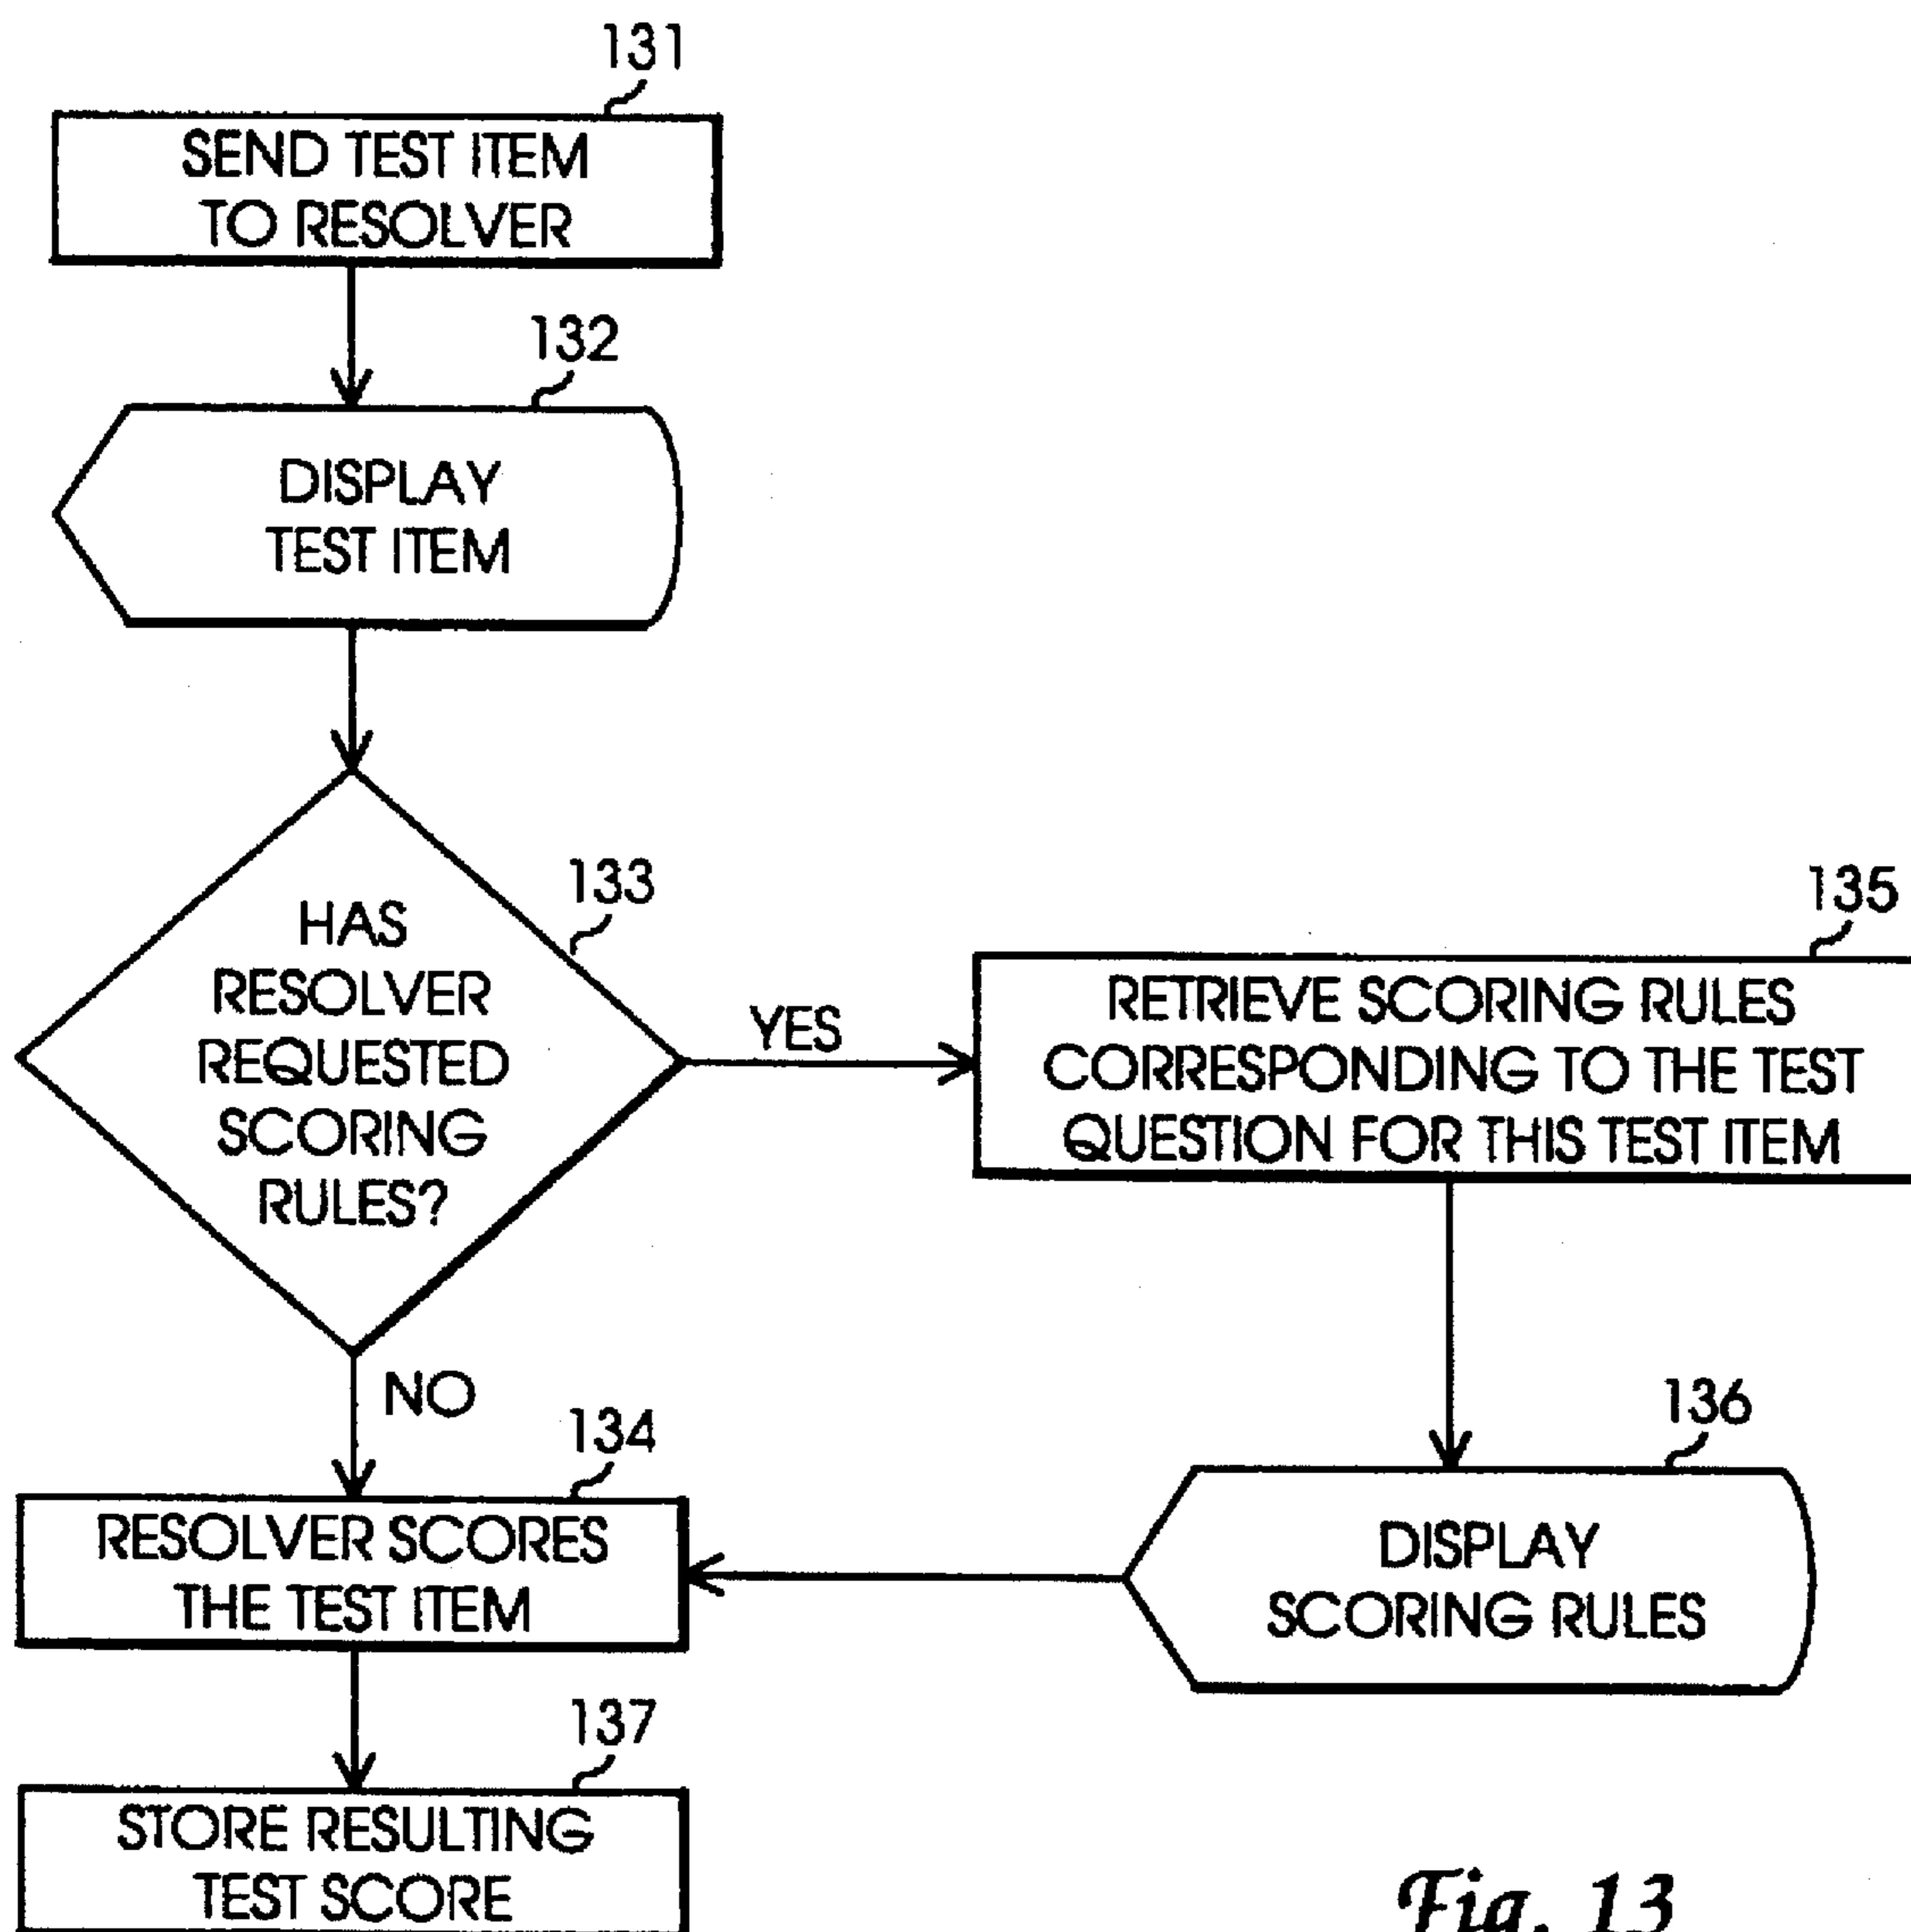 131
SEND TEST ITEM
TO RESOLVER
132
DISPLAY
TEST ITEM
133
HAS
RESOLVER
REQUESTED
SCORING
RULES?
YES
135
RETRIEVE SCORING RULES
CORRESPONDING TO THE TEST
QUESTION FOR THIS TEST ITEM
NO
134
RESOLVER SCORES
THE TEST ITEM
136
DISPLAY
SCORING RULES
137
STORE RESULTING
TEST SCORE
Fig. 13